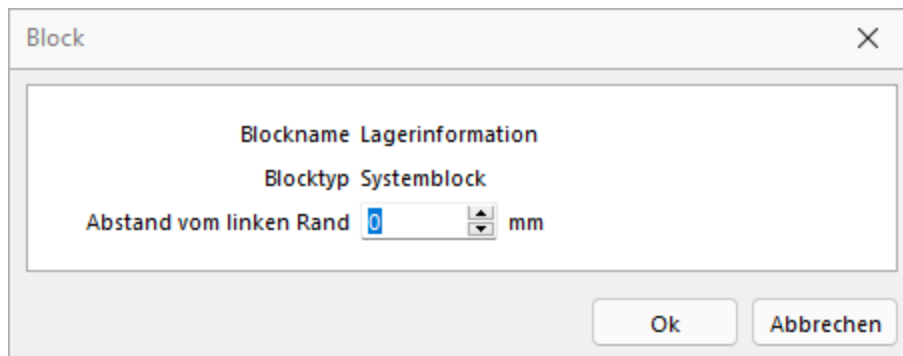 Block
Blockname Lagerinformation
Blocktyp Systemblock
Abstand vom linken Rand 0 mm
Ok Abbrechen